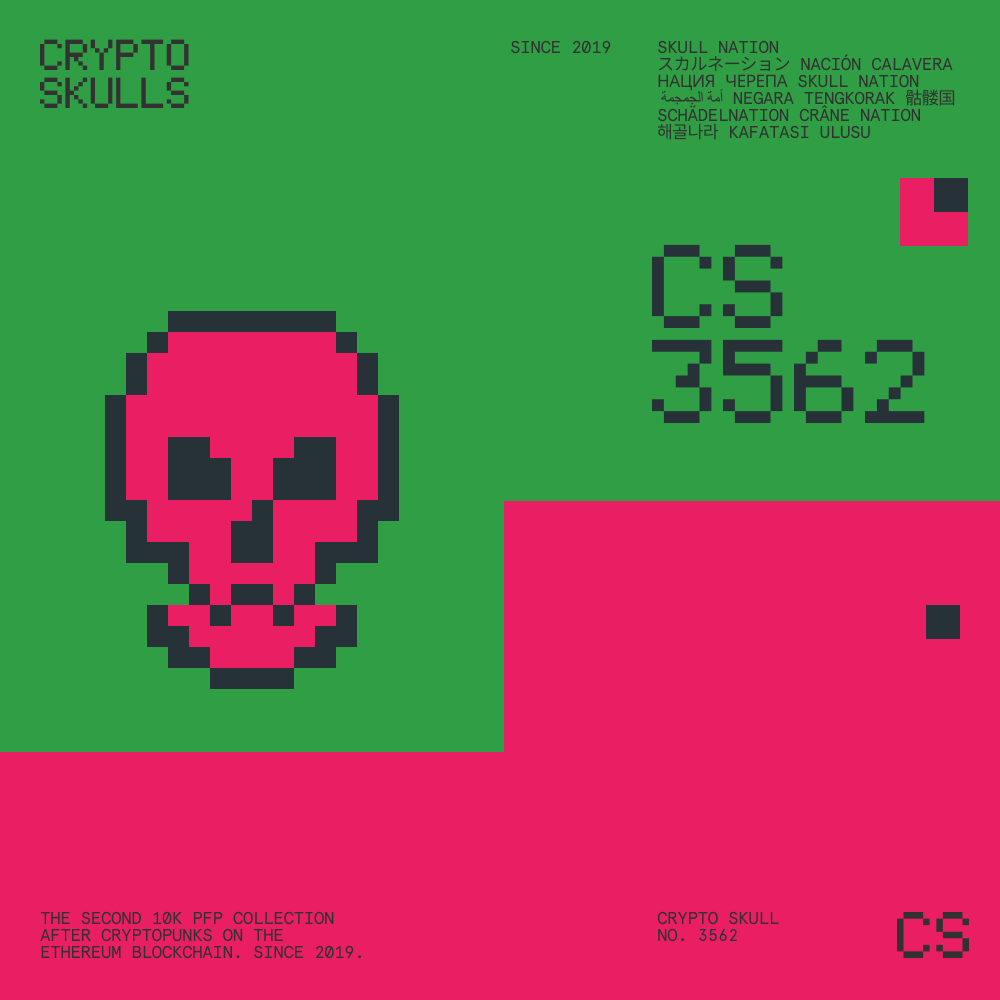 CRYPTO
SKULLS
SINCE 2019
SKULL NATION
スカルネーション NACIÓN CALAVERA
НАЦИЯ ЧЕРЕПА SKULL NATION
أمة الجمجمة NEGARA TENGKORAK 骷髅国
SCHÄDELNATION CRÂNE NATION
해골나라 KAFATASI ULUSU
CS
3562
THE SECOND 10K PFP COLLECTION
AFTER CRYPTOPUNKS ON THE
ETHEREUM BLOCKCHAIN. SINCE 2019.
CRYPTO SKULL
NO. 3562
CS